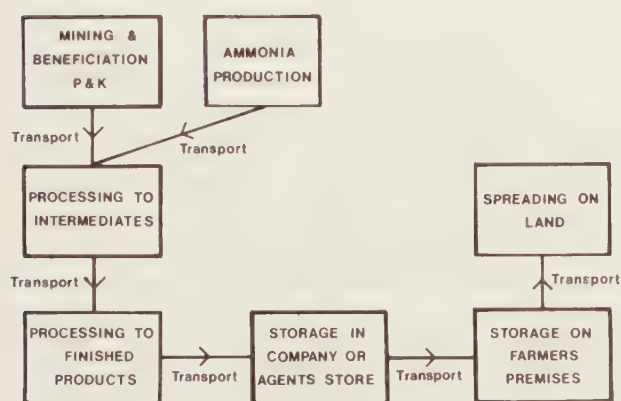 MINING &
BENEFICIATION
P&K
AMMONIA
PRODUCTION
Transport
Transport
PROCESSING TO
INTERMEDIATES
SPREADING ON
LAND
Transport
Transport
PROCESSING TO
FINISHED
PRODUCTS
Transport
STORAGE IN
COMPANY OR
AGENTS STORE
Transport
STORAGE ON
FARMERS
PREMISES